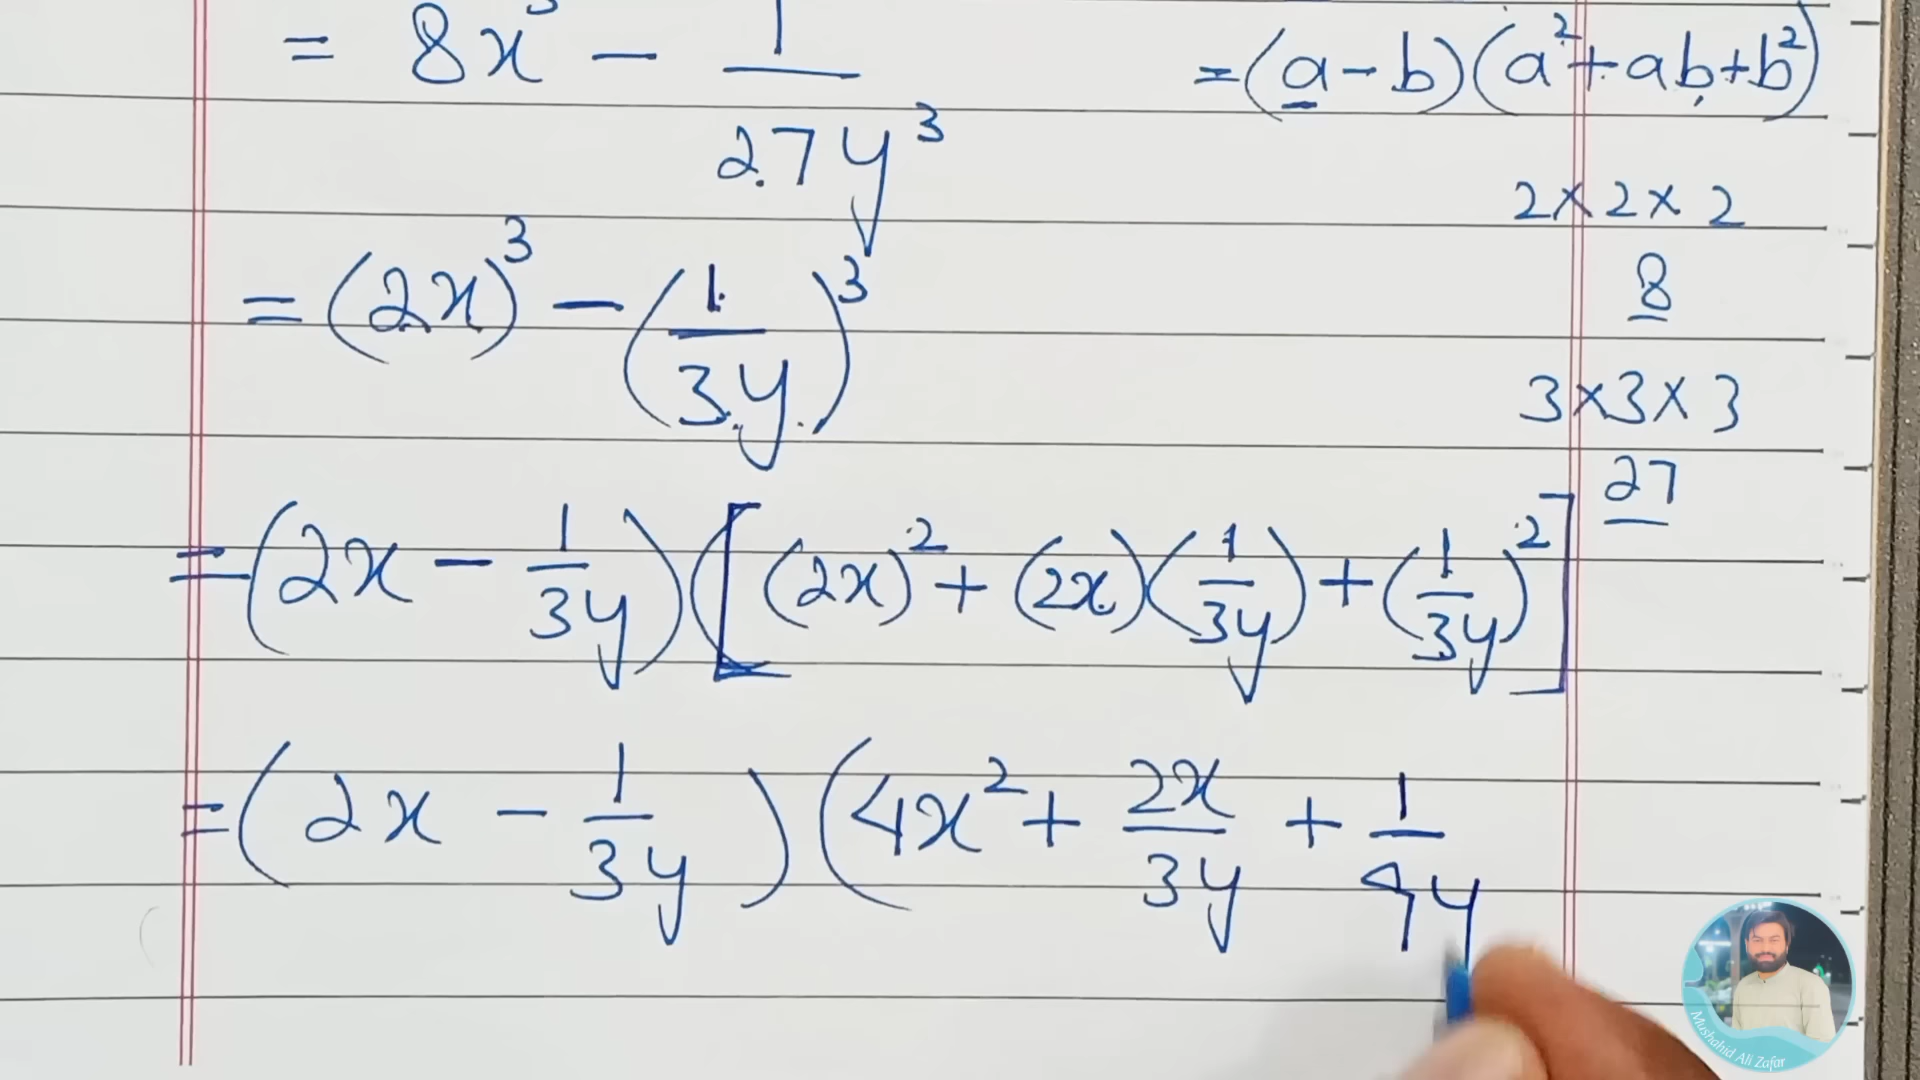 = 8x³ − 1/27y³
= (a − b)(a² + ab + b²)
2 × 2 × 2
8
= (2x)³ − (1/3y)³
3 × 3 × 3
27
= (2x − 1/3y)([(2x)² + (2x)(1/3y) + (1/3y)²]
= (2x − 1/3y)(4x² + 2x/3y + 1/9y
Mushahid Ali Zafar